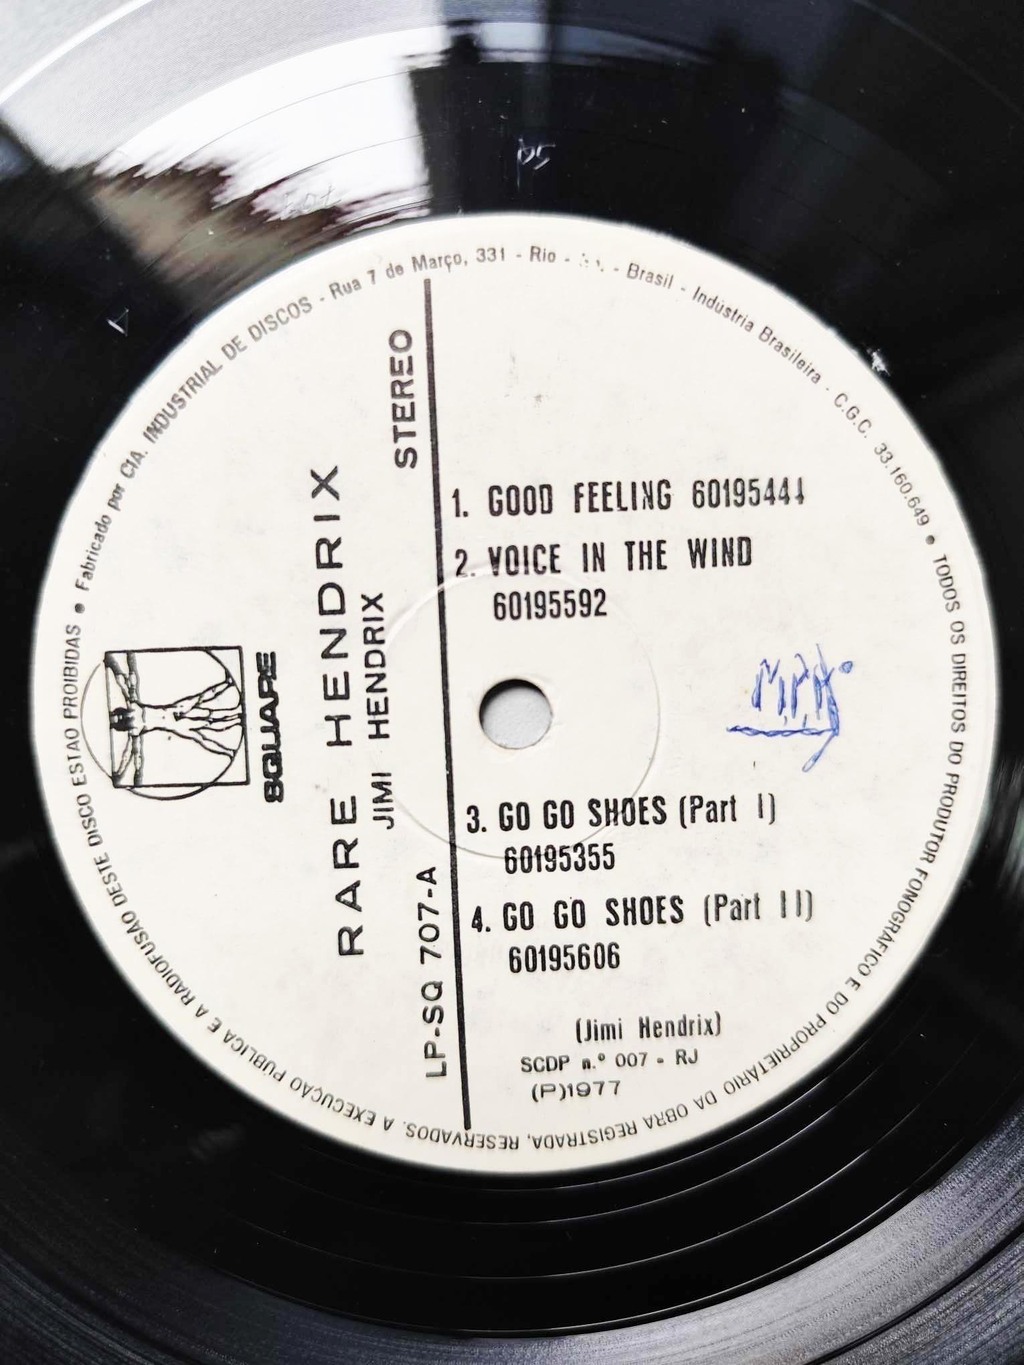 SQUARE
RARE HENDRIX
JIMI HENDRIX
LP-SQ 707-A
STEREO
1. GOOD FEELING 60195444
2. VOICE IN THE WIND
60195592
3. GO GO SHOES (Part I)
60195355
4. GO GO SHOES (Part II)
60195606
(Jimi Hendrix)
SCDP n.º 007 - RJ
(P)1977
• Fabricado por CIA. INDUSTRIAL DE DISCOS - Rua 7 de Março, 331 - Rio - - Brasil - Indústria Brasileira - C.G.C. 33.160.649 • TODOS OS DIREITOS DO PRODUTOR FONOGRÁFICO E DO PROPRIETÁRIO DA OBRA REGISTRADA, RESERVADOS. A EXECUÇÃO PÚBLICA E A RADIOFUSÃO DESTE DISCO ESTÃO PROIBIDAS